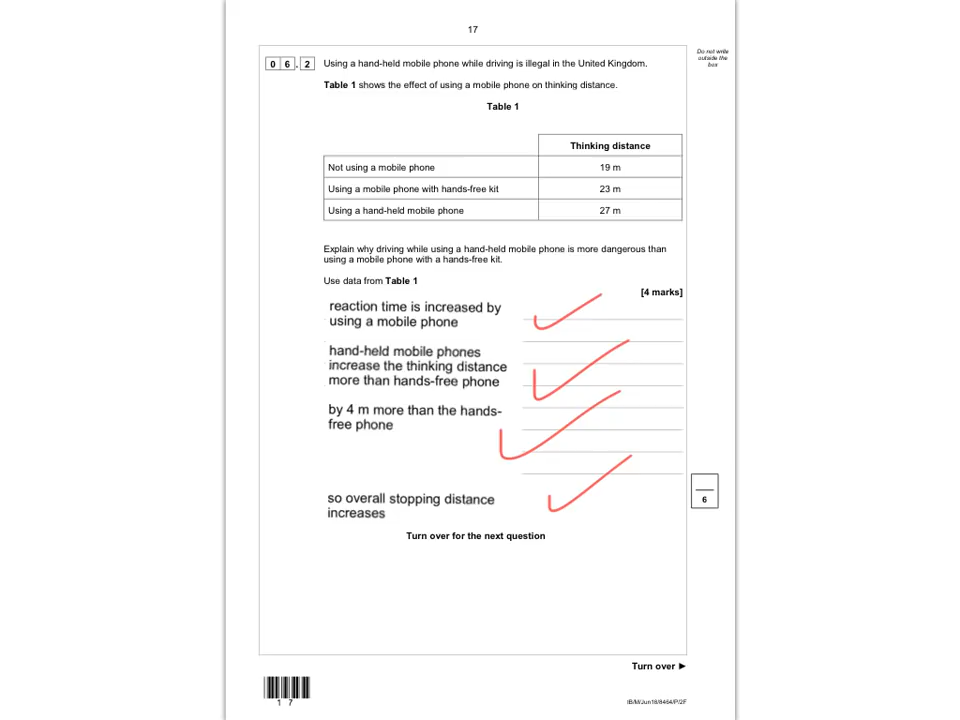 17
Do not write
outside the
box
0 6 . 2 Using a hand-held mobile phone while driving is illegal in the United Kingdom.
Table 1 shows the effect of using a mobile phone on thinking distance.
Table 1
Thinking distance
Not using a mobile phone 19 m
Using a mobile phone with hands-free kit 23 m
Using a hand-held mobile phone 27 m
Explain why driving while using a hand-held mobile phone is more dangerous than
using a mobile phone with a hands-free kit.
Use data from Table 1
[4 marks]
reaction time is increased by
using a mobile phone
hand-held mobile phones
increase the thinking distance
more than hands-free phone
by 4 m more than the hands-
free phone
so overall stopping distance
increases
6
Turn over for the next question
Turn over ►
1 7
IB/M/Jun18/8464/P/2F